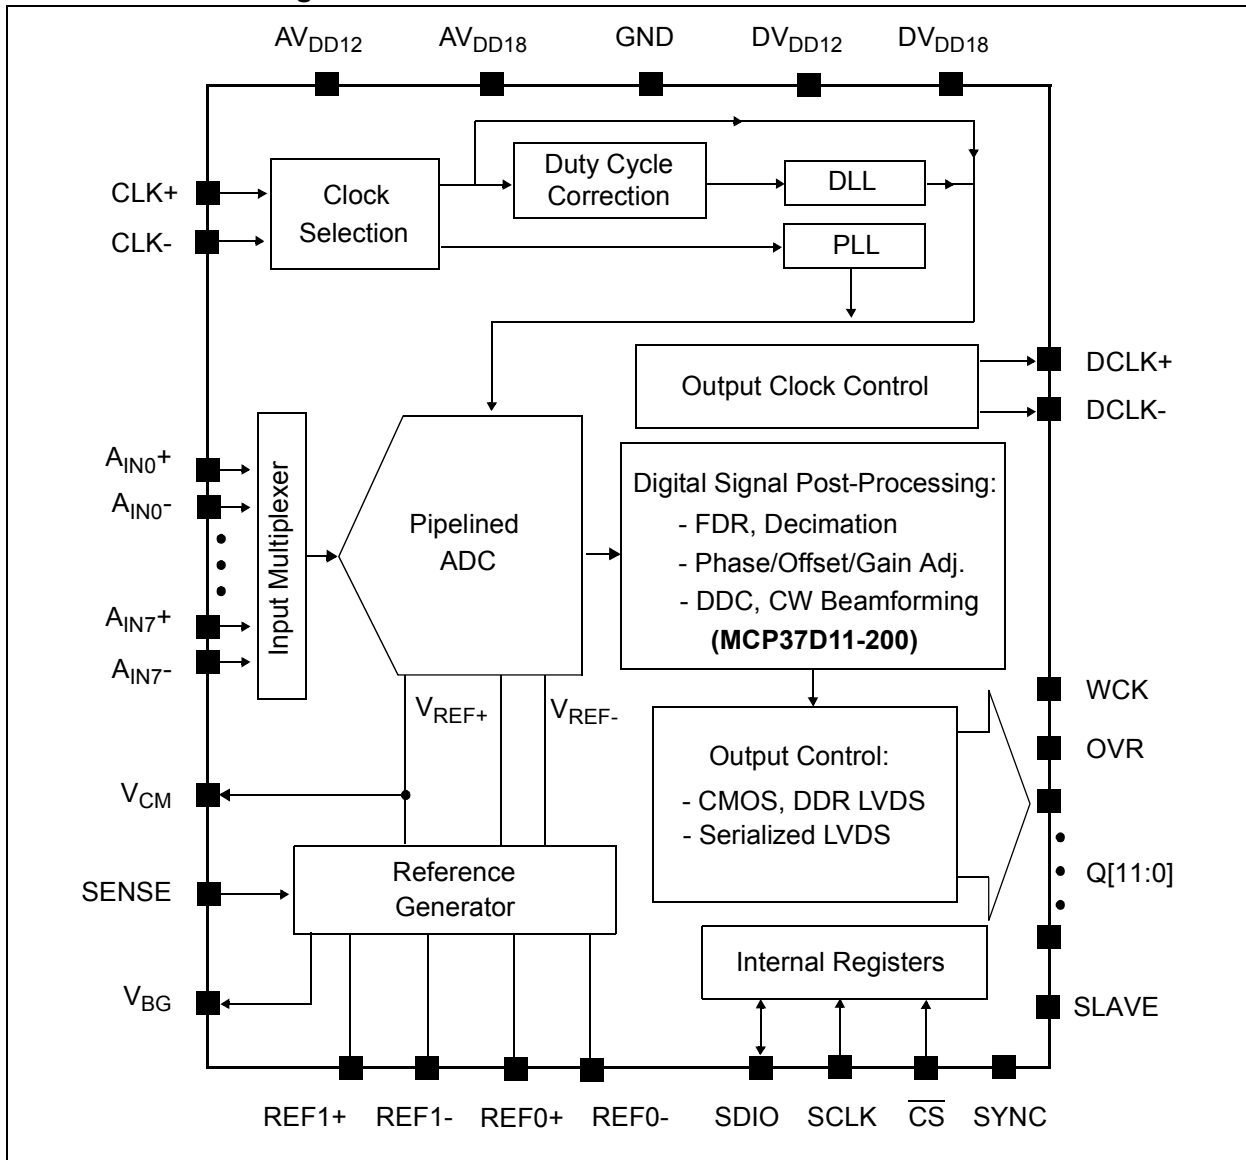 AVDD12 AVDD18 GND DVDD12 DVDD18
CLK+
CLK-
Clock
Selection
Duty Cycle
Correction
DLL
PLL
Output Clock Control
DCLK+
DCLK-
AIN0+
AIN0-
AIN7+
AIN7-
Input Multiplexer
Pipelined
ADC
Digital Signal Post-Processing:
- FDR, Decimation
- Phase/Offset/Gain Adj.
- DDC, CW Beamforming
(MCP37D11-200)
VREF+
VREF-
Output Control:
- CMOS, DDR LVDS
- Serialized LVDS
WCK
OVR
Q[11:0]
SLAVE
VCM
SENSE
VBG
Reference
Generator
Internal Registers
REF1+ REF1- REF0+ REF0- SDIO SCLK CS SYNC